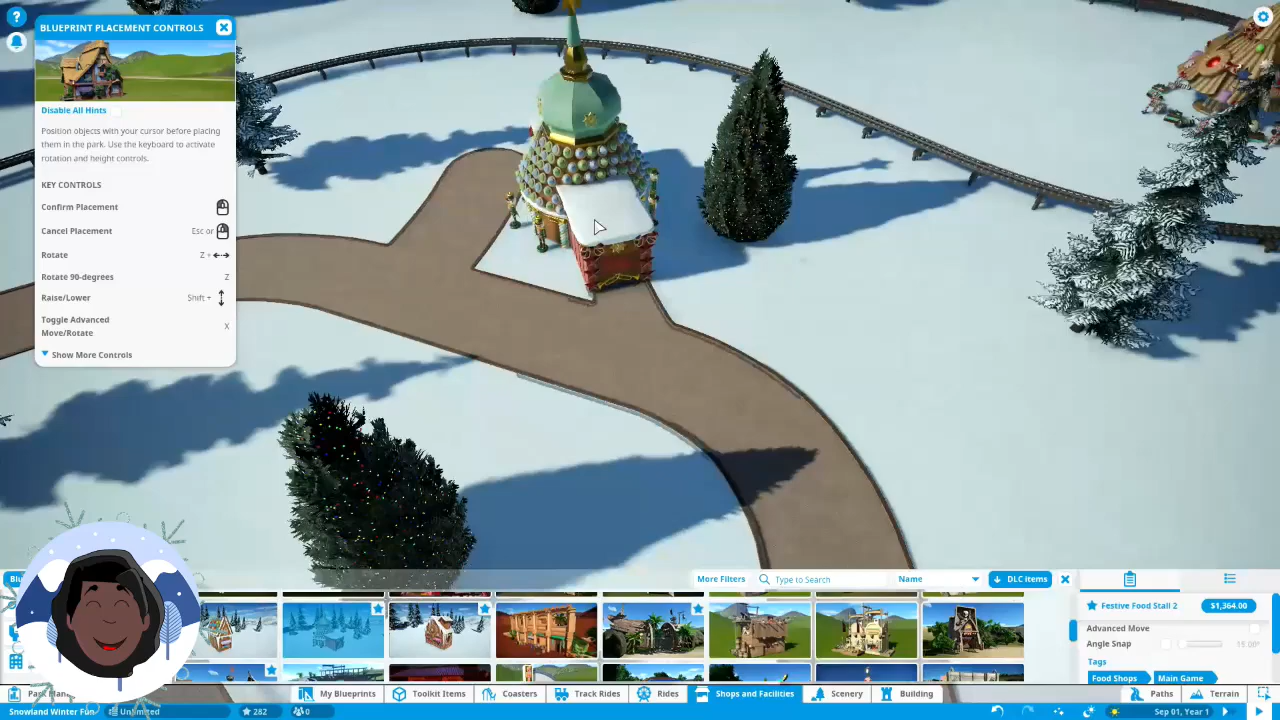 BLUEPRINT PLACEMENT CONTROLS
Disable All Hints
Position objects with your cursor before placing
them in the park. Use the keyboard to activate
rotation and height controls.
KEY CONTROLS
Confirm Placement
Cancel Placement Esc or
Rotate Z +
Rotate 90-degrees Z
Raise/Lower Shift +
Toggle Advanced
Move/Rotate X
Show More Controls
More Filters Type to Search Name DLC items
Festive Food Stall 2 $1,364.00
Advanced Move
Angle Snap 15.00°
Tags
Food Shops Main Game
My Blueprints Toolkit Items Coasters Track Rides Rides Shops and Facilities Scenery Building Paths Terrain
Snowland Winter Fun Unlimited 282 0 Sep 01, Year 1